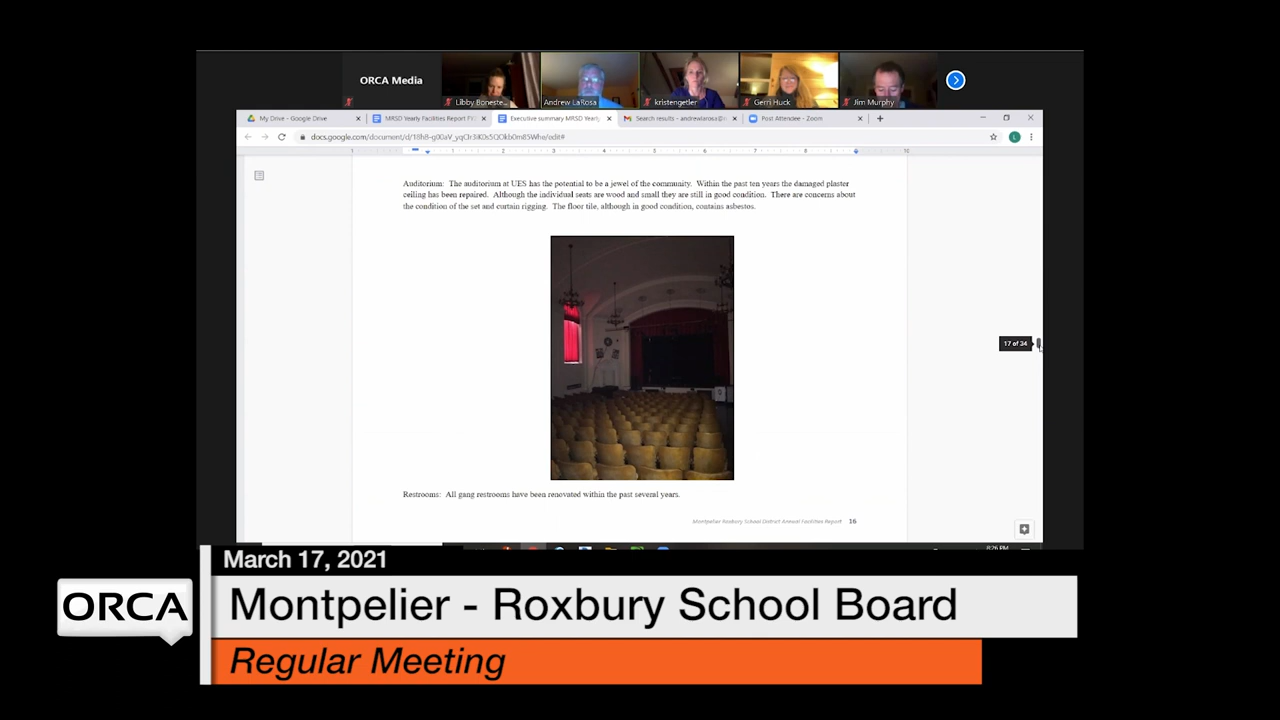 ORCA Media
Libby Boneste...
Andrew LaRosa
kristengetler
Gerri Huck
Jim Murphy
My Drive - Google Drive
MRSD Yearly Facilities Report
Executive summary MRSD Yearly
Search results - andrewlarosa@
Post Attendee - Zoom
Auditorium: The auditorium at UES has the potential to be a jewel of the community. Within the past ten years the damaged plaster
ceiling has been repaired. Although the individual seats are wood and small they are still in good condition. There are concerns about
the condition of the set and curtain rigging. The floor tile, although in good condition, contains asbestos.
17 of 34
Restrooms: All gang restrooms have been renovated within the past several years.
Montpelier Roxbury School District Annual Facilities Report 16
8:26 PM
March 17, 2021
ORCA
Montpelier - Roxbury School Board
Regular Meeting